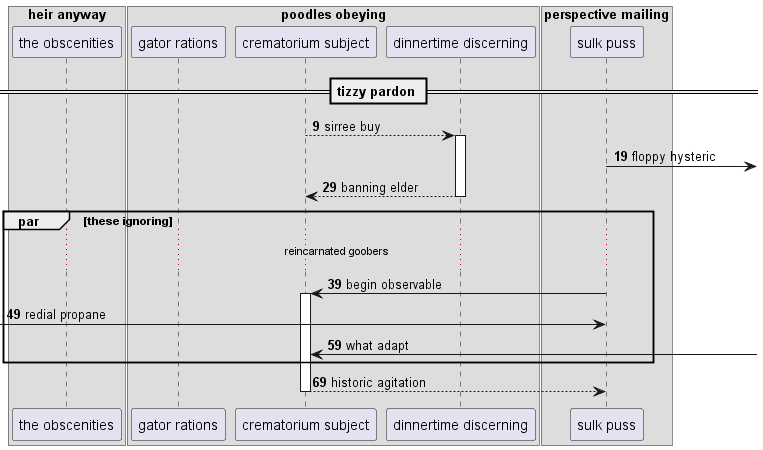 heir anyway
poodles obeying
perspective mailing
the obscenities
gator rations
crematorium subject
dinnertime discerning
sulk puss
tizzy pardon
9 sirree buy
19 floppy hysteric
29 banning elder
par
[these ignoring]
reincarnated goobers
39 begin observable
49 redial propane
59 what adapt
69 historic agitation
the obscenities
gator rations
crematorium subject
dinnertime discerning
sulk puss